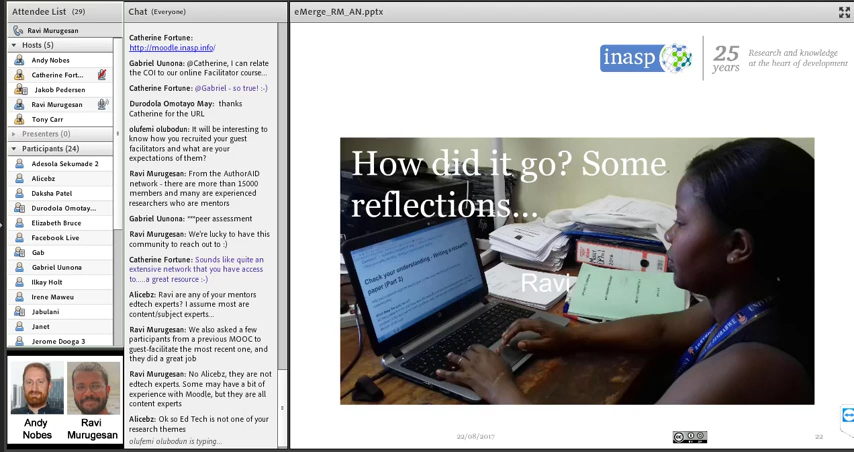 Attendee List (29)
Ravi Murugesan
Hosts (5)
Andy Nobes
Catherine Fort...
Jakob Pedersen
Ravi Murugesan
Tony Carr
Presenters (0)
Participants (24)
Adesola Sekumade 2
Alicebz
Daksha Patel
Durodola Omotay...
Elizabeth Bruce
Facebook Live
Gab
Gabriel Uunona
Ilkay Holt
Irene Maweu
Jabulani
Janet
Jerome Dooga 3
Andy
Nobes
Ravi
Murugesan
Chat (Everyone)
Catherine Fortune:
http://moodle.inasp.info/
Gabriel Uunona: @Catherine, I can relate
the COI to our online Facilitator course...
Catherine Fortune: @Gabriel - so true! :-)
Durodola Omotayo May: thanks
Catherine for the URL
olufemi olubodun: It will be interesting to
know how you recruited your guest
facilitators and what are your
expectations of them?
Ravi Murugesan: From the AuthorAID
network - there are more than 15000
members and many are experienced
researchers who are mentors
Gabriel Uunona: ***peer assessment
Ravi Murugesan: We're lucky to have this
community to reach out to :)
Catherine Fortune: Sounds like quite an
extensive network that you have access
to.....a great resource :-)
Alicebz: Ravi are any of your mentors
edtech experts? I assume most are
content/subject experts...
Ravi Murugesan: We also asked a few
participants from a previous MOOC to
guest-facilitate the most recent one, and
they did a great job
Ravi Murugesan: No Alicebz, they are not
edtech experts. Some may have a bit of
experience with Moodle, but they are all
content experts
Alicebz: Ok so Ed Tech is not one of your
research themes
olufemi olubodun is typing...
eMerge_RM_AN.pptx
inasp
25
years
Research and knowledge
at the heart of development
How did it go? Some
reflections...
Check your understanding - Writing a research
paper (Part 2)
Ravi
22/08/2017
22